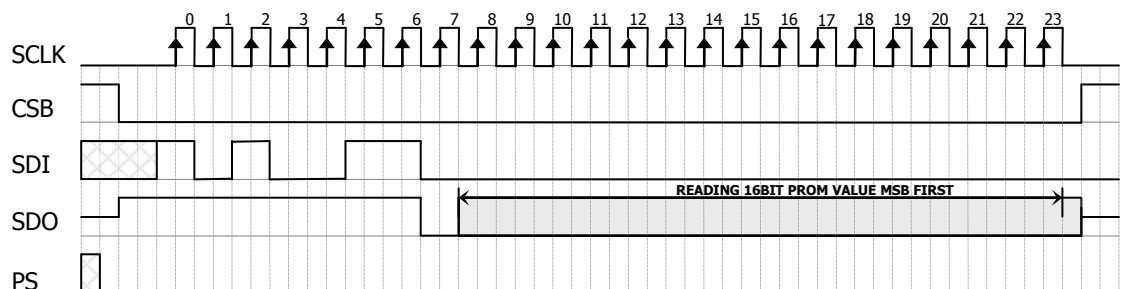 0 1 2 3 4 5 6 7 8 9 10 11 12 13 14 15 16 17 18 19 20 21 22 23
SCLK
CSB
SDI
READING 16BIT PROM VALUE MSB FIRST
SDO
PS